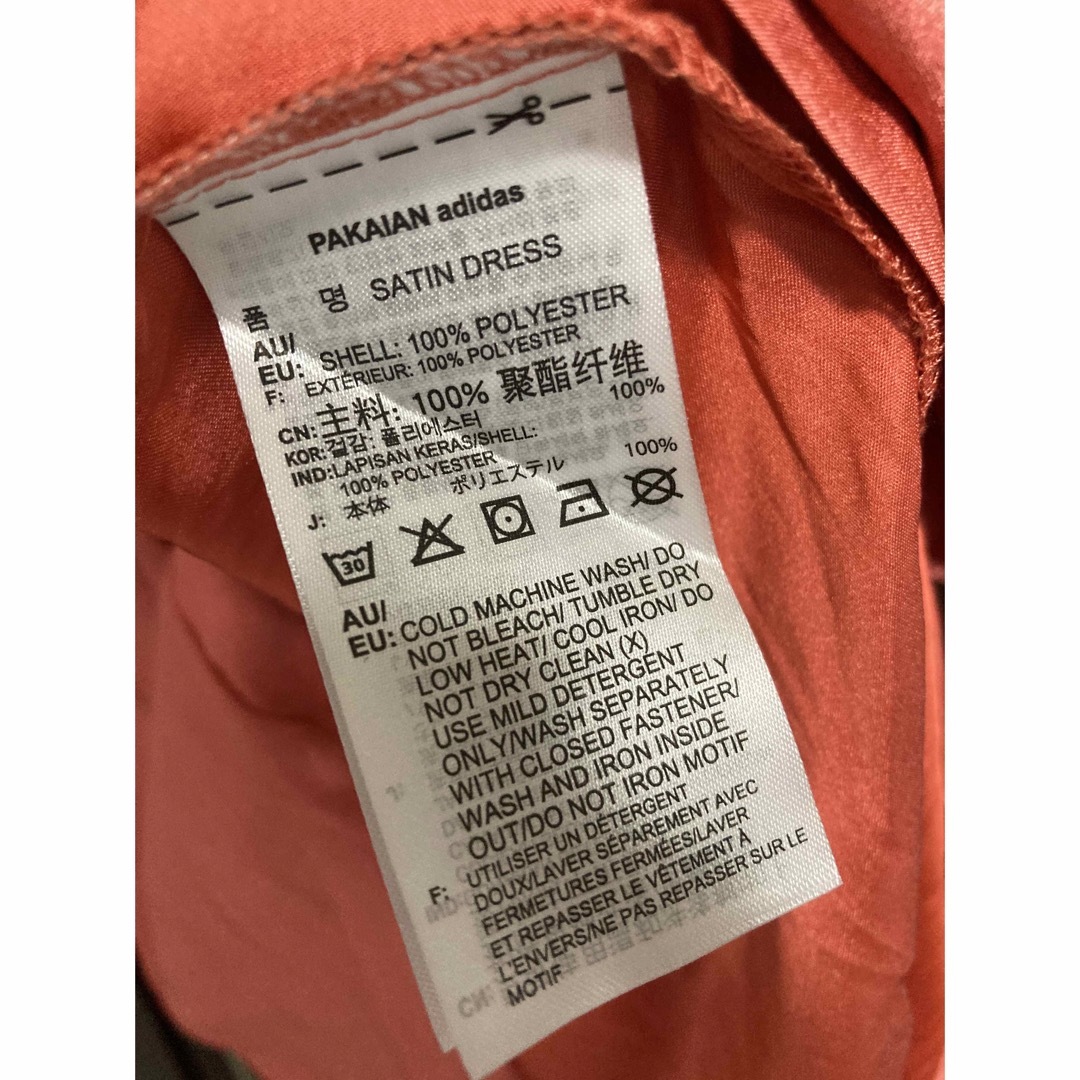 PAKAIAN adidas
품 명 SATIN DRESS
AU/
EU: SHELL: 100% POLYESTER
F: EXTÉRIEUR: 100% POLYESTER
CN: 主料: 100% 聚酯纤维
KOR: 겉감: 폴리에스터 100%
IND:LAPISAN KERAS/SHELL:
100% POLYESTER
J: 本体 ポリエステル 100%
30
AU/
EU: COLD MACHINE WASH/ DO
NOT BLEACH/ TUMBLE DRY
LOW HEAT/ COOL IRON/ DO
NOT DRY CLEAN (X)
USE MILD DETERGENT
ONLY/WASH SEPARATELY
WITH CLOSED FASTENER/
WASH AND IRON INSIDE
OUT/DO NOT IRON MOTIF
F: UTILISER UN DÉTERGENT
DOUX/LAVER SÉPAREMENT AVEC
FERMETURES FERMÉES/LAVER
ET REPASSER LE VÊTEMENT À
L'ENVERS/NE PAS REPASSER SUR LE
MOTIF